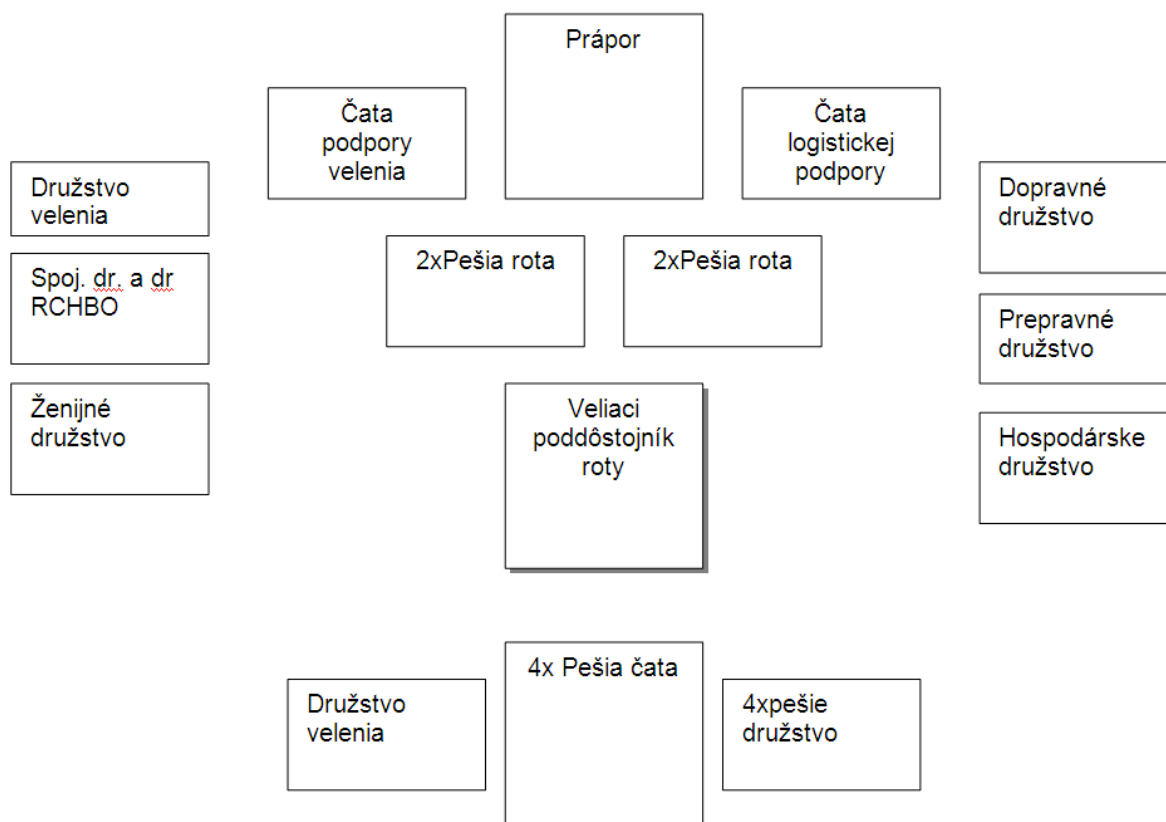 Prápor
Čata
podpory
velenia
Čata
logistickej
podpory
Družstvo
velenia
Dopravné
družstvo
2xPešia rota
2xPešia rota
Spoj. dr. a dr
RCHBO
Prepravné
družstvo
Ženijné
družstvo
Veliaci
poddôstojník
roty
Hospodárske
družstvo
4x Pešia čata
Družstvo
velenia
4xpešie
družstvo